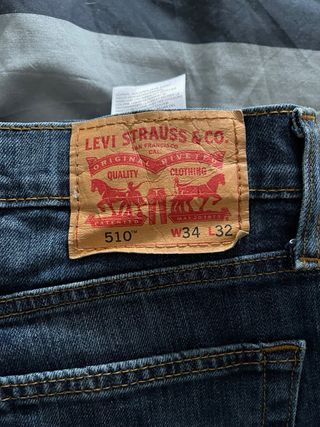 LEVI STRAUSS & CO.
SAN FRANCISCO
CAL.
ORIGINAL RIVETED
QUALITY CLOTHING
510™ W34 L32